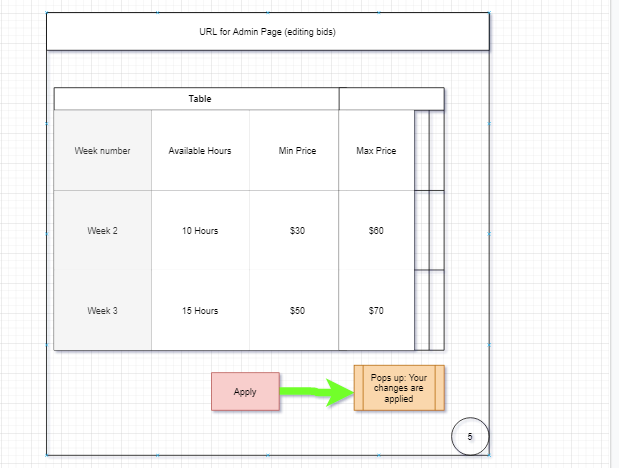 URL for Admin Page (editing bids)
Table
Week number Available Hours Min Price Max Price
Week 2 10 Hours $30 $60
Week 3 15 Hours $50 $70
Apply
Pops up: Your
changes are
applied
5